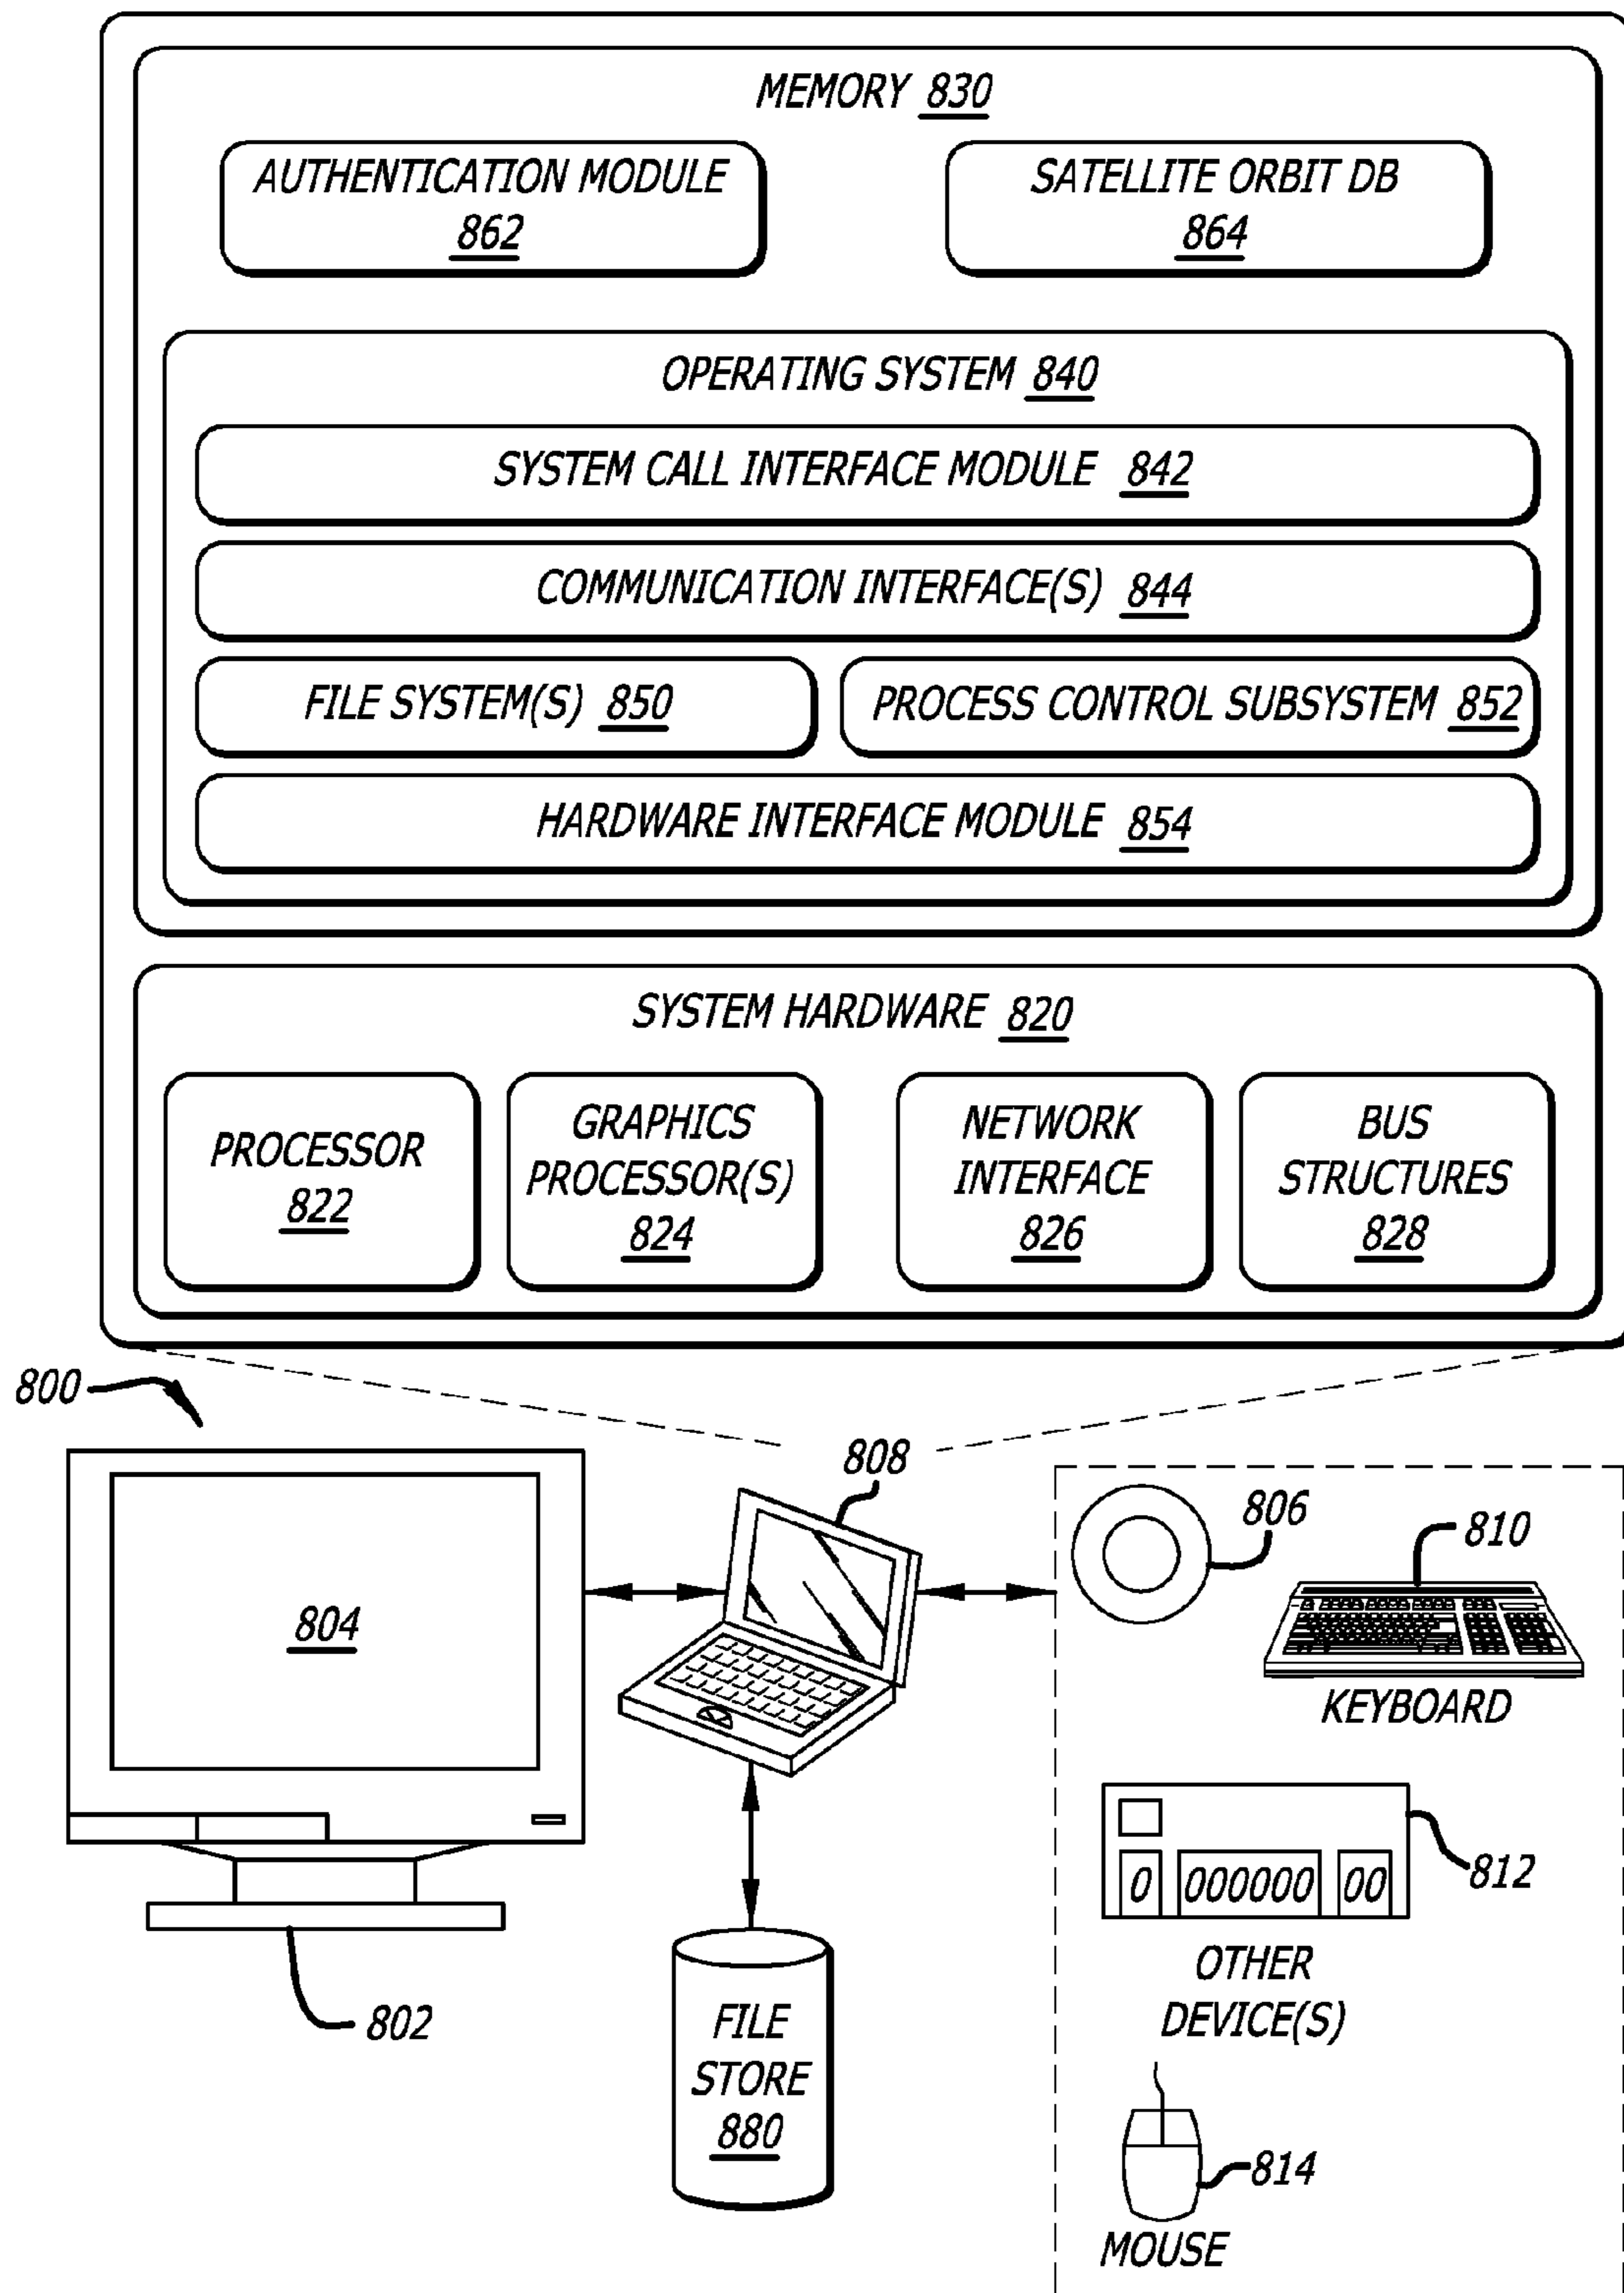 MEMORY 830
AUTHENTICATION MODULE
862
SATELLITE ORBIT DB
864
OPERATING SYSTEM 840
SYSTEM CALL INTERFACE MODULE 842
COMMUNICATION INTERFACE(S) 844
FILE SYSTEM(S) 850
PROCESS CONTROL SUBSYSTEM 852
HARDWARE INTERFACE MODULE 854
SYSTEM HARDWARE 820
PROCESSOR
822
GRAPHICS
PROCESSOR(S)
824
NETWORK
INTERFACE
826
BUS
STRUCTURES
828
800
808
806
810
804
KEYBOARD
0 000000 00
812
OTHER
DEVICE(S)
802
FILE
STORE
880
814
MOUSE